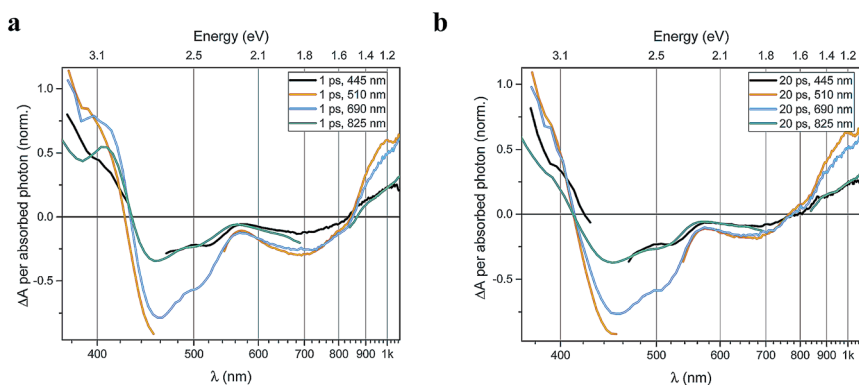 a
Energy (eV)
3.1 2.5 2.1 1.8 1.6 1.4 1.2
1 ps, 445 nm
1 ps, 510 nm
1 ps, 690 nm
1 ps, 825 nm
ΔA per absorbed photon (norm.)
1.0
0.5
0.0
-0.5
400 500 600 700 800 900 1k
λ (nm)
b
Energy (eV)
3.1 2.5 2.1 1.8 1.6 1.4 1.2
20 ps, 445 nm
20 ps, 510 nm
20 ps, 690 nm
20 ps, 825 nm
ΔA per absorbed photon (norm.)
1.0
0.5
0.0
-0.5
400 500 600 700 800 900 1k
λ (nm)